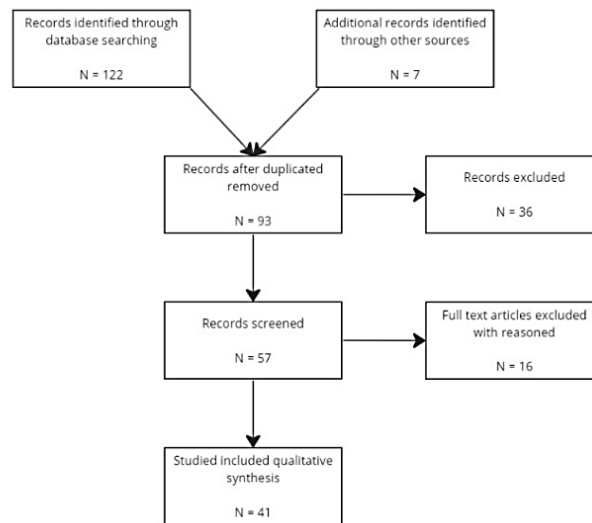 Records identified through
database searching
N = 122
Additional records identified
through other sources
N = 7
Records after duplicated
removed
N = 93
Records excluded
N = 36
Records screened
N = 57
Full text articles excluded
with reasoned
N = 16
Studied included qualitative
synthesis
N = 41